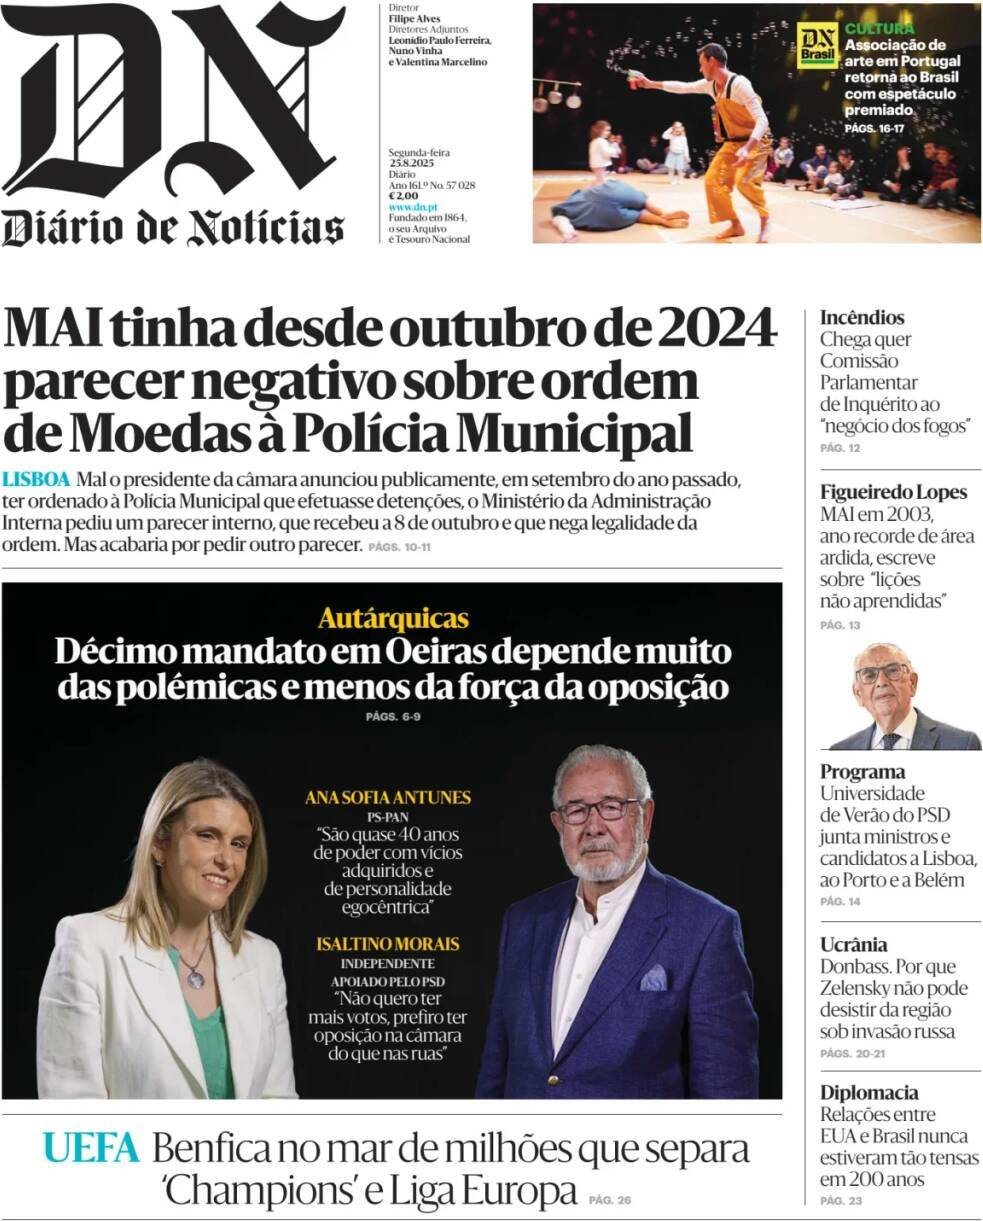 DN
Diário de Notícias
Diretor
Filipe Alves
Diretores Adjuntos
Leonídio Paulo Ferreira,
Nuno Vinha
e Valentina Marcelino
Segunda-feira
25.8.2025
Diário
Ano 161.º No. 57 028
€ 2,00
www.dn.pt
Fundado em 1864,
o seu Arquivo
é Tesouro Nacional
DN
Brasil
CULTURA
Associação de
arte em Portugal
retorna ao Brasil
com espetáculo
premiado
PÁGS. 16-17
MAI tinha desde outubro de 2024
parecer negativo sobre ordem
de Moedas à Polícia Municipal
LISBOA Mal o presidente da câmara anunciou publicamente, em setembro do ano passado,
ter ordenado à Polícia Municipal que efetuasse detenções, o Ministério da Administração
Interna pediu um parecer interno, que recebeu a 8 de outubro e que nega legalidade da
ordem. Mas acabaria por pedir outro parecer. PÁGS. 10-11
Autárquicas
Décimo mandato em Oeiras depende muito
das polémicas e menos da força da oposição
PÁGS. 6-9
ANA SOFIA ANTUNES
PS-PAN
“São quase 40 anos
de poder com vícios
adquiridos e
de personalidade
egocêntrica”
ISALTINO MORAIS
INDEPENDENTE
APOIADO PELO PSD
“Não quero ter
mais votos, prefiro ter
oposição na câmara
do que nas ruas”
UEFA Benfica no mar de milhões que separa
‘Champions’ e Liga Europa PÁG. 26
Incêndios
Chega quer
Comissão
Parlamentar
de Inquérito ao
“negócio dos fogos”
PÁG. 12
Figueiredo Lopes
MAI em 2003,
ano recorde de área
ardida, escreve
sobre “lições
não aprendidas”
PÁG. 13
Programa
Universidade
de Verão do PSD
junta ministros e
candidatos a Lisboa,
ao Porto e a Belém
PÁG. 14
Ucrânia
Donbass. Por que
Zelensky não pode
desistir da região
sob invasão russa
PÁGS. 20-21
Diplomacia
Relações entre
EUA e Brasil nunca
estiveram tão tensas
em 200 anos
PÁG. 23